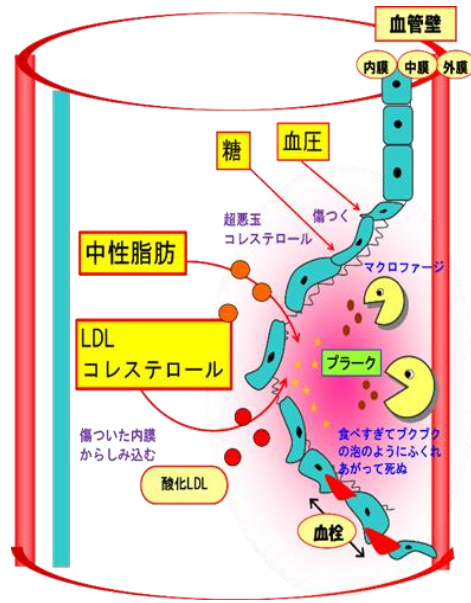 血管壁
内膜
中膜
外膜
血圧
糖
超悪玉
コレステロール
傷つく
中性脂肪
マクロファージ
LDL
コレステロール
プラーク
傷ついた内膜
からしみ込む
食べすぎてブクブク
の泡のようにふくれ
あがって死ぬ
酸化LDL
血栓